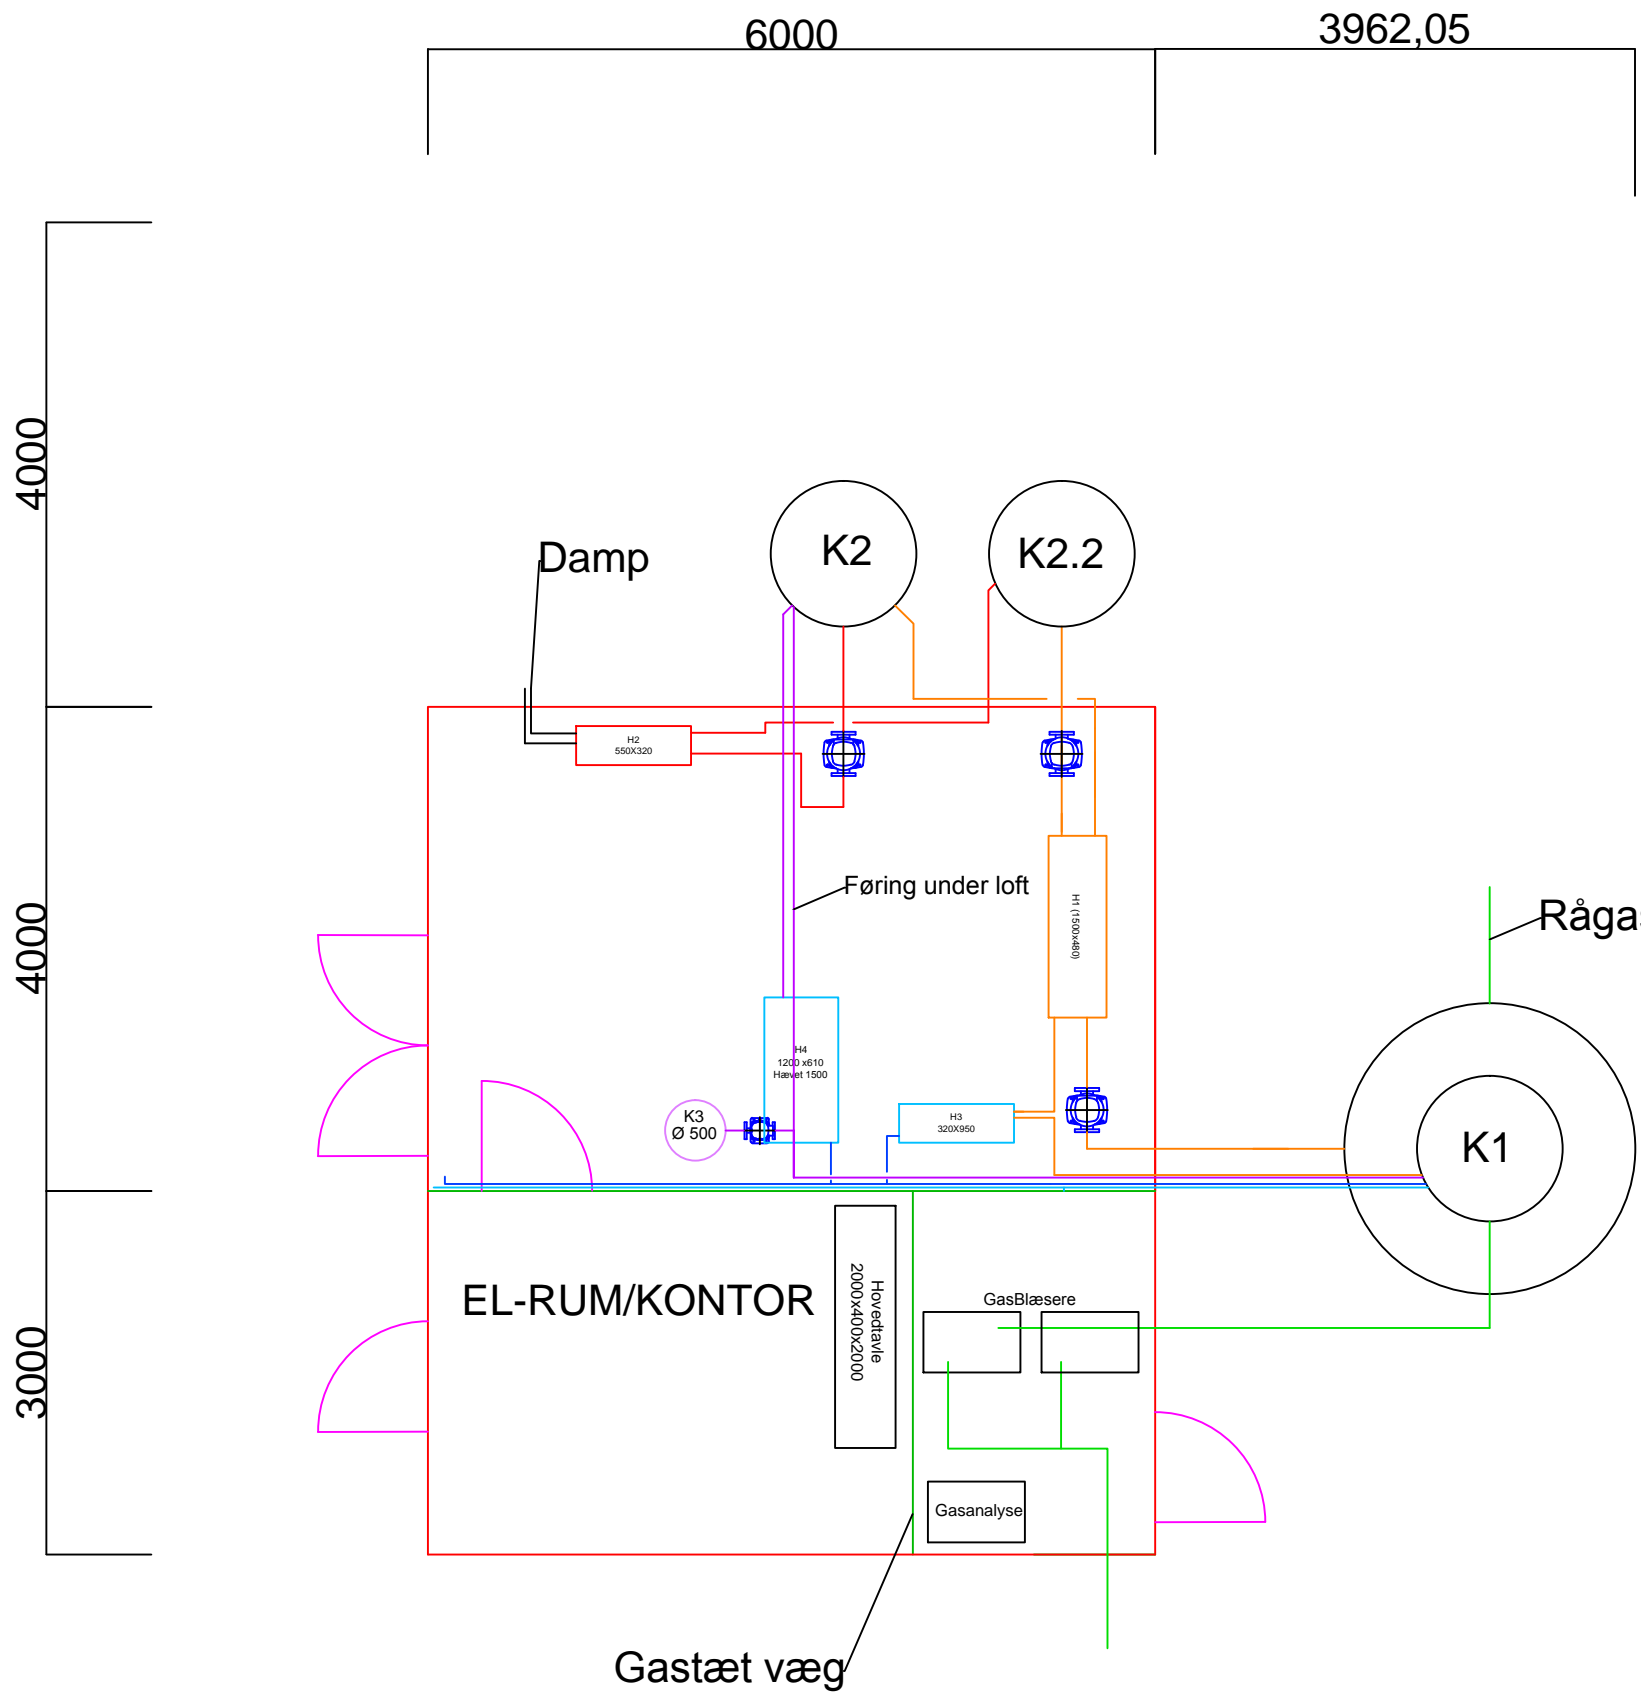 6000
3962,05
4000
K2
K2.2
Damp
H2
550X320
Føring under loft
H1 (1500x480)
Rågas
4000
H4
1200 x610
Hævet 1500
K3
Ø 500
H3
320X950
K1
EL-RUM/KONTOR
Hovedtavle
2000x400x2000
GasBlæsere
3000
Gasanalyse
Gastæt væg